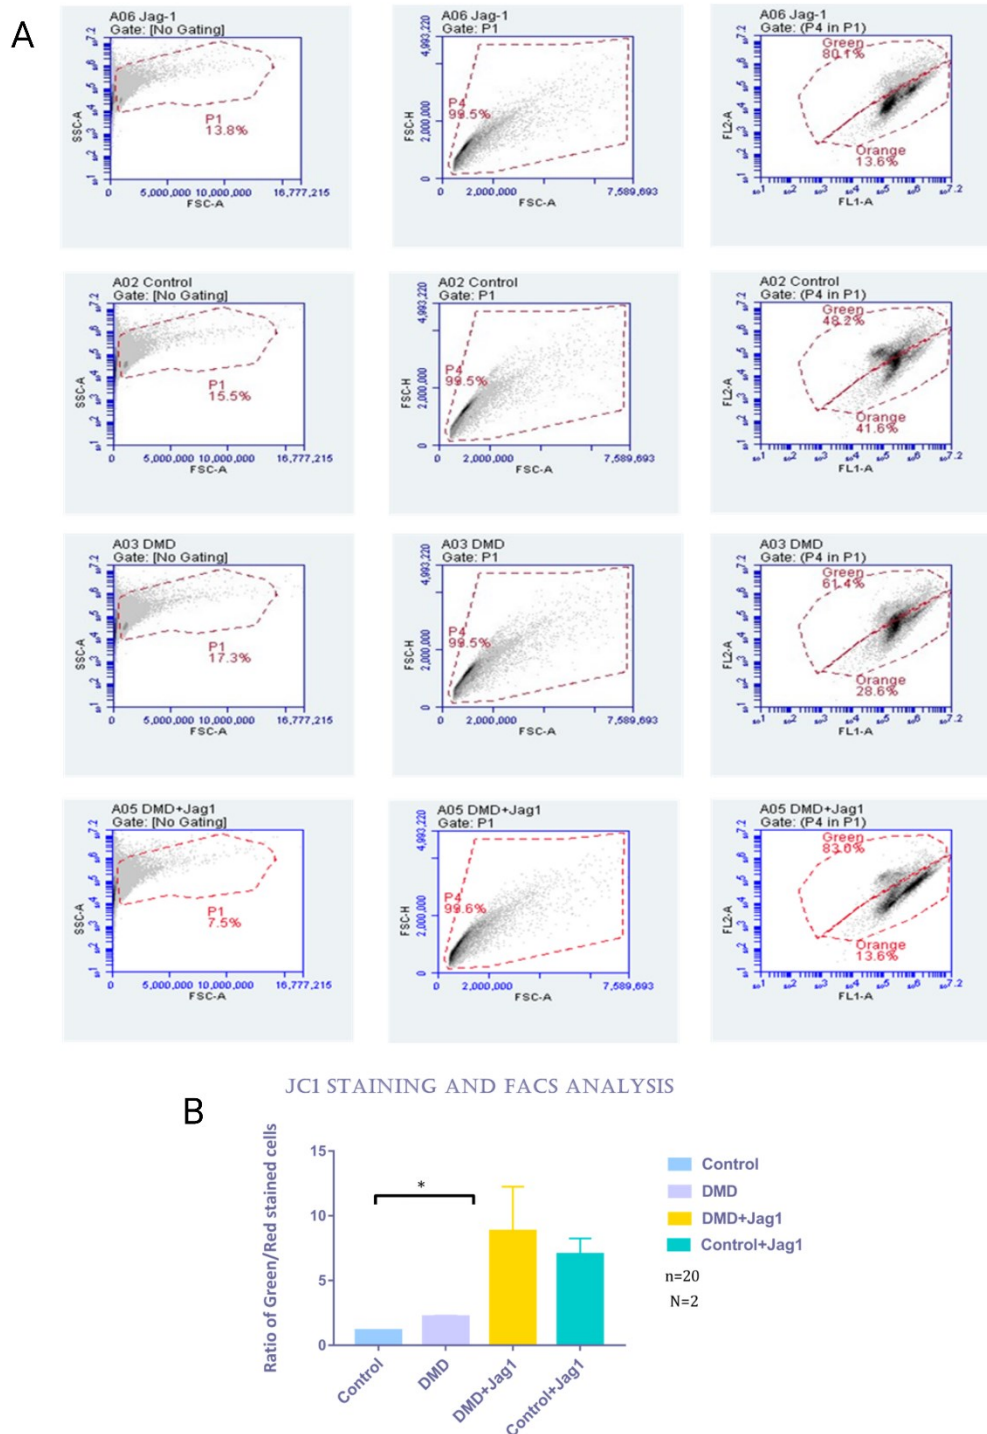 A
A06 Jag-1
Gate: [No Gating]
SSC-A
P1
13.8%
0 5,000,000 10,000,000 16,777,215
FSC-A
A06 Jag-1
Gate: P1
4,993,220
2,000,000
0
FSC-H
P4
99.5%
0 2,000,000 7,589,693
FSC-A
A06 Jag-1
Gate: (P4 in P1)
FL2-A
Green
80.1%
Orange
13.6%
FL1-A
A02 Control
Gate: [No Gating]
SSC-A
P1
15.5%
0 5,000,000 10,000,000 16,777,215
FSC-A
A02 Control
Gate: P1
4,993,220
2,000,000
0
FSC-H
P4
99.5%
0 2,000,000 7,589,693
FSC-A
A02 Control
Gate: (P4 in P1)
FL2-A
Green
48.2%
Orange
41.6%
FL1-A
A03 DMD
Gate: [No Gating]
SSC-A
P1
17.3%
0 5,000,000 10,000,000 16,777,215
FSC-A
A03 DMD
Gate: P1
4,993,220
2,000,000
0
FSC-H
P4
99.5%
0 2,000,000 7,589,693
FSC-A
A03 DMD
Gate: (P4 in P1)
FL2-A
Green
61.4%
Orange
28.6%
FL1-A
A05 DMD+Jag1
Gate: [No Gating]
SSC-A
P1
7.5%
0 5,000,000 10,000,000 16,777,215
FSC-A
A05 DMD+Jag1
Gate: P1
4,993,220
2,000,000
0
FSC-H
P4
99.6%
0 2,000,000 7,589,693
FSC-A
A05 DMD+Jag1
Gate: (P4 in P1)
FL2-A
Green
Orange
13.6%
FL1-A
JC1 STAINING AND FACS ANALYSIS
B
Ratio of Green/Red stained cells
15
10
5
0
*
Control
DMD
DMD+Jag1
Control+Jag1
Control
DMD
DMD+Jag1
Control+Jag1
n=20
N=2